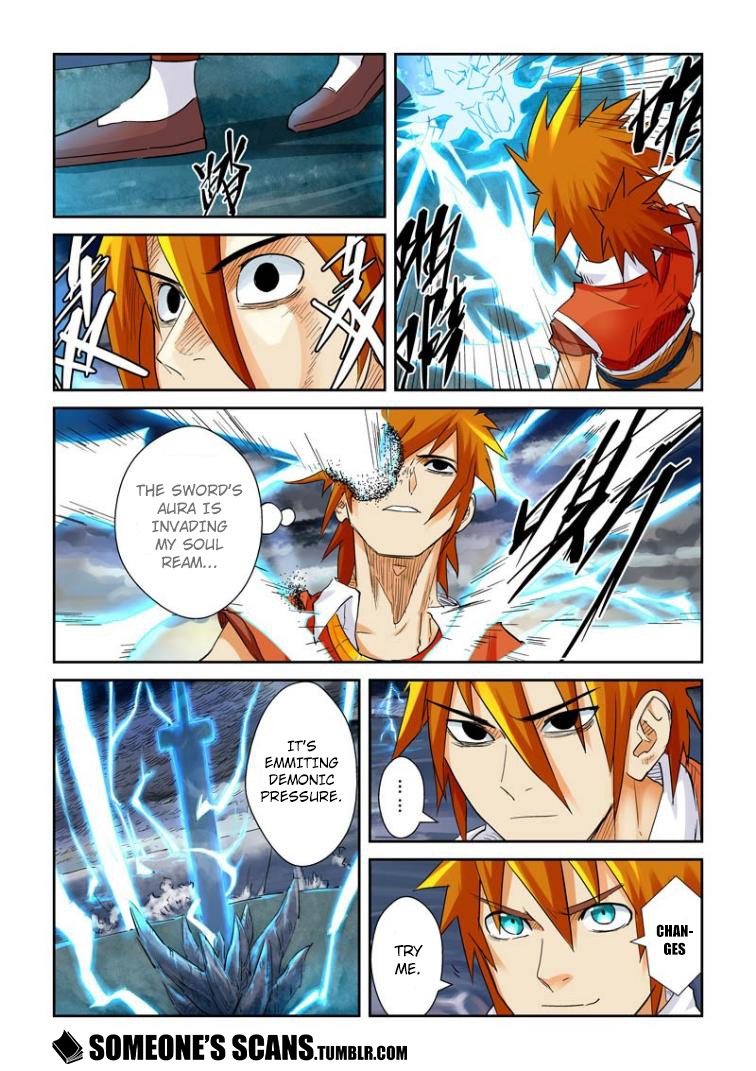 THE SWORD'S
AURA IS
INVADING
MY SOUL
REAM...
IT'S
EMMITING
DEMONIC
PRESSURE.
......
CHAN-
GES
TRY
ME.
SOMEONE'S SCANS.TUMBLR.COM